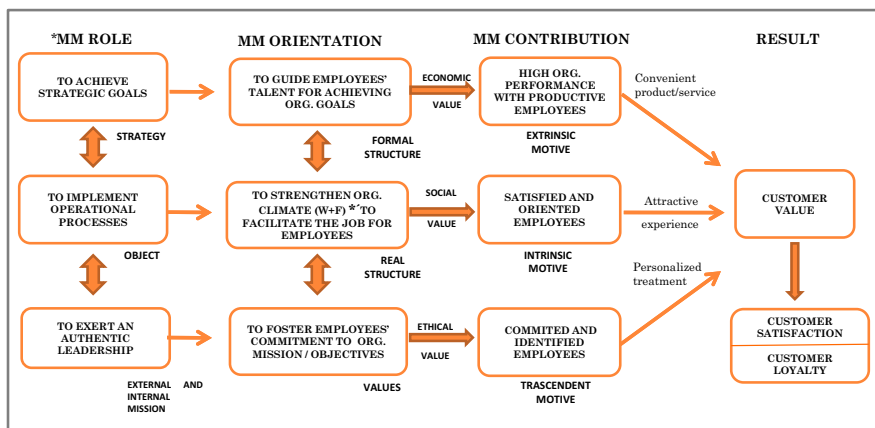 *MM ROLE
MM ORIENTATION
MM CONTRIBUTION
RESULT
TO ACHIEVE
STRATEGIC GOALS
TO GUIDE EMPLOYEES'
TALENT FOR ACHIEVING
ORG. GOALS
ECONOMIC
VALUE
HIGH ORG.
PERFORMANCE
WITH PRODUCTIVE
EMPLOYEES
Convenient
product/service
STRATEGY
FORMAL
STRUCTURE
EXTRINSIC
MOTIVE
TO IMPLEMENT
OPERATIONAL
PROCESSES
TO STRENGTHEN ORG.
CLIMATE (W+F) *´TO
FACILITATE THE JOB FOR
EMPLOYEES
SOCIAL
VALUE
SATISFIED AND
ORIENTED
EMPLOYEES
Attractive
experience
CUSTOMER
VALUE
OBJECT
REAL
STRUCTURE
INTRINSIC
MOTIVE
Personalized
treatment
TO EXERT AN
AUTHENTIC
LEADERSHIP
TO FOSTER EMPLOYEES'
COMMITMENT TO ORG.
MISSION / OBJECTIVES
ETHICAL
VALUE
COMMITED AND
IDENTIFIED
EMPLOYEES
CUSTOMER
SATISFACTION
CUSTOMER
LOYALTY
EXTERNAL AND
INTERNAL
MISSION
VALUES
TRASCENDENT
MOTIVE